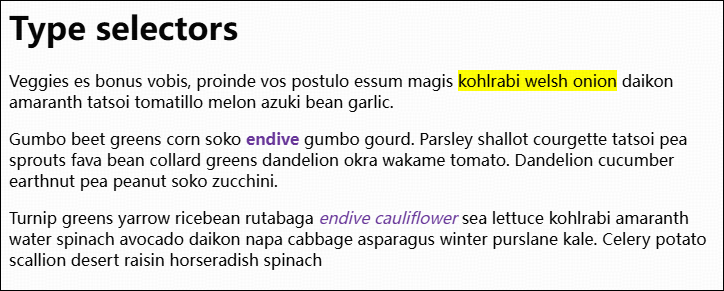 Type selectors
Veggies es bonus vobis, proinde vos postulo essum magis kohlrabi welsh onion daikon
amaranth tatsoi tomatillo melon azuki bean garlic.
Gumbo beet greens corn soko endive gumbo gourd. Parsley shallot courgette tatsoi pea
sprouts fava bean collard greens dandelion okra wakame tomato. Dandelion cucumber
earthnut pea peanut soko zucchini.
Turnip greens yarrow ricebean rutabaga endive cauliflower sea lettuce kohlrabi amaranth
water spinach avocado daikon napa cabbage asparagus winter purslane kale. Celery potato
scallion desert raisin horseradish spinach